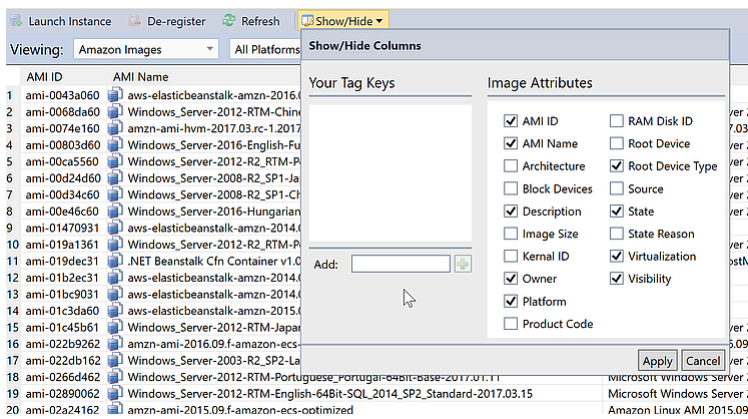 Launch Instance De-register Refresh Show/Hide
Viewing: Amazon Images All Platforms
Show/Hide Columns
Your Tag Keys
Image Attributes
AMI ID
AMI Name
Architecture
Block Devices
Description
Image Size
Kernal ID
Owner
Platform
Product Code
RAM Disk ID
Root Device
Root Device Type
Source
State
State Reason
Virtualization
Visibility
Add:
Apply Cancel
AMI ID AMI Name
1 ami-0043a060 aws-elasticbeanstalk-amzn-2016.0
2 ami-0068da60 Windows_Server-2012-RTM-Chine
3 ami-0074e160 amzn-ami-hvm-2017.03.rc-1.2017
4 ami-00803d60 Windows_Server-2016-English-Fu
5 ami-00ca5560 Windows_Server-2012-R2_RTM-P
6 ami-00d24d60 Windows_Server-2008-R2_SP1-Ja
7 ami-00d34c60 Windows_Server-2008-R2_SP1-Ch
8 ami-00e46c60 Windows_Server-2016-Hungarian
9 ami-01470931 aws-elasticbeanstalk-amzn-2014.0
10 ami-019a1361 Windows_Server-2012-R2_RTM-P
11 ami-019dec31 .NET Beanstalk Cfn Container v1.0
12 ami-01b2ec31 aws-elasticbeanstalk-amzn-2014.0
13 ami-01bc9031 aws-elasticbeanstalk-amzn-2014.0
14 ami-01c3da60 aws-elasticbeanstalk-amzn-2015.0
15 ami-01c45b61 Windows_Server-2012-RTM-Japan
16 ami-022b9262 amzn-ami-2016.09.f-amazon-ecs-
17 ami-022db162 Windows_Server-2003-R2_SP2-La
18 ami-0266d462 Windows_Server-2012-RTM-Portuguese_Portugal-64Bit-Base-2017.01.11 Microsoft Windows Server
19 ami-02890062 Windows_Server-2012-RTM-English-64Bit-SQL_2014_SP2_Standard-2017.03.15 Microsoft Windows Server
20 ami-02a24162 amzn-ami-2015.09.f-amazon-ecs-optimized Amazon Linux AMI 2015.09